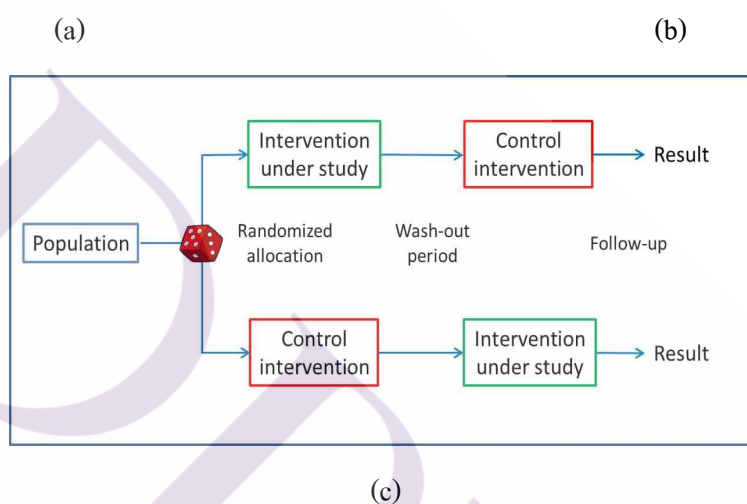 (a)
(b)
Intervention
under study
Control
intervention
Result
Population
Randomized
allocation
Wash-out
period
Follow-up
Control
intervention
Intervention
under study
Result
(c)